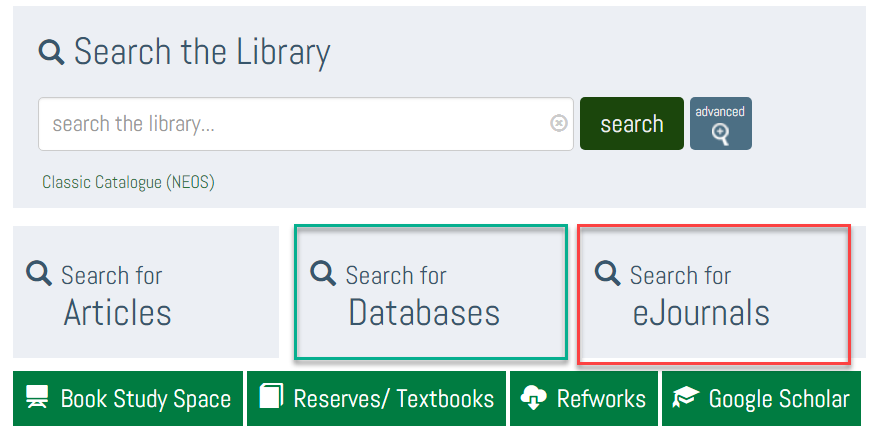 Search the Library
search the library...
search
advanced
Classic Catalogue (NEOS)
Search for
Articles
Search for
Databases
Search for
eJournals
Book Study Space
Reserves/ Textbooks
Refworks
Google Scholar